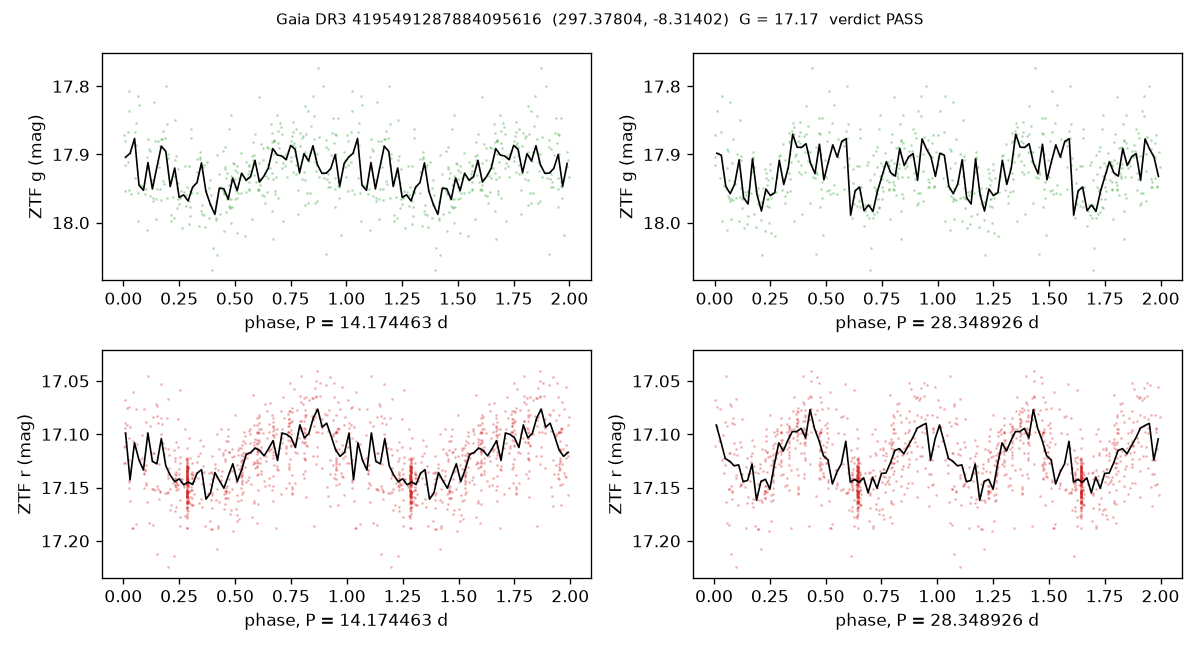 Gaia DR3 4195491287884095616 (297.37804, -8.31402) G = 17.17 verdict PASS
ZTF g (mag)
17.8
17.9
18.0
0.00 0.25 0.50 0.75 1.00 1.25 1.50 1.75 2.00
phase, P = 14.174463 d
ZTF g (mag)
17.8
17.9
18.0
0.00 0.25 0.50 0.75 1.00 1.25 1.50 1.75 2.00
phase, P = 28.348926 d
ZTF r (mag)
17.05
17.10
17.15
17.20
0.00 0.25 0.50 0.75 1.00 1.25 1.50 1.75 2.00
phase, P = 14.174463 d
ZTF r (mag)
17.05
17.10
17.15
17.20
0.00 0.25 0.50 0.75 1.00 1.25 1.50 1.75 2.00
phase, P = 28.348926 d